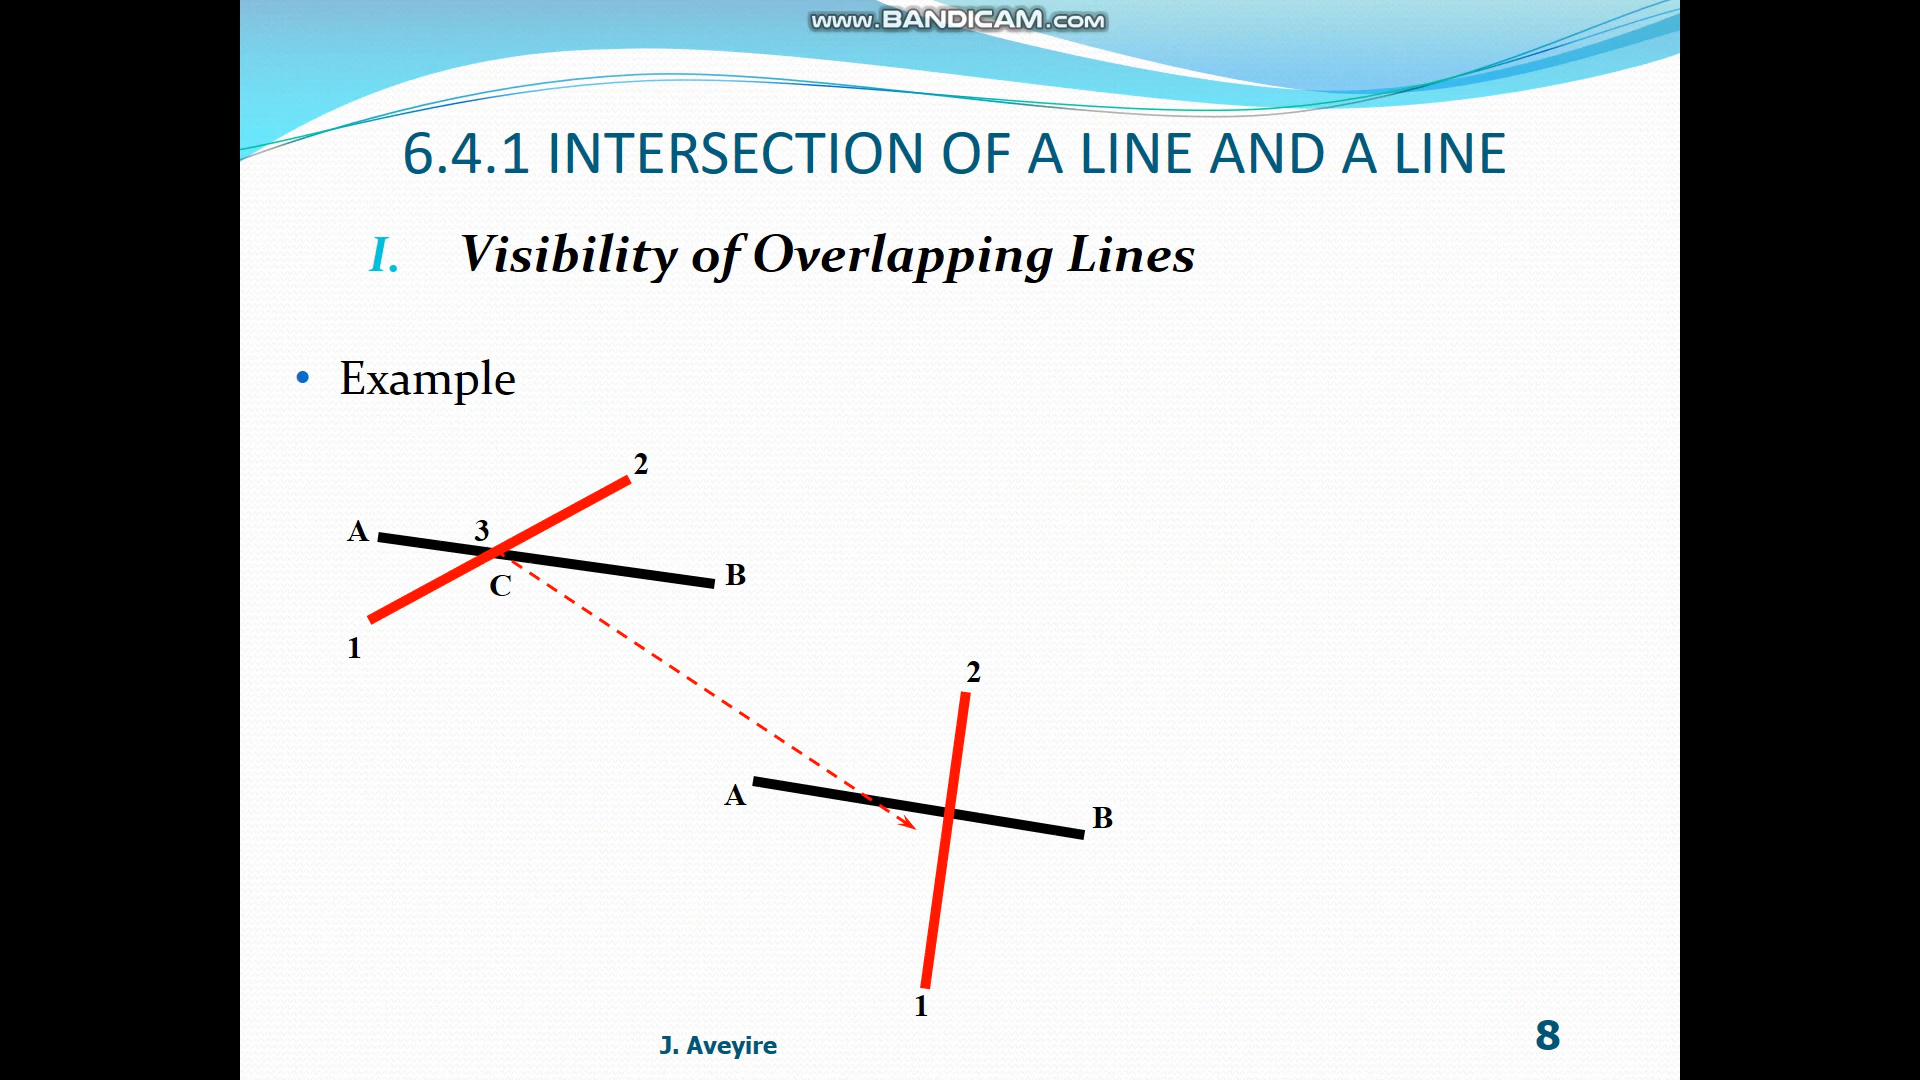 www.BANDICAM.com
6.4.1 INTERSECTION OF A LINE AND A LINE
I. Visibility of Overlapping Lines
• Example
2
A 3
C B
1
2
A B
1
J. Aveyire 8